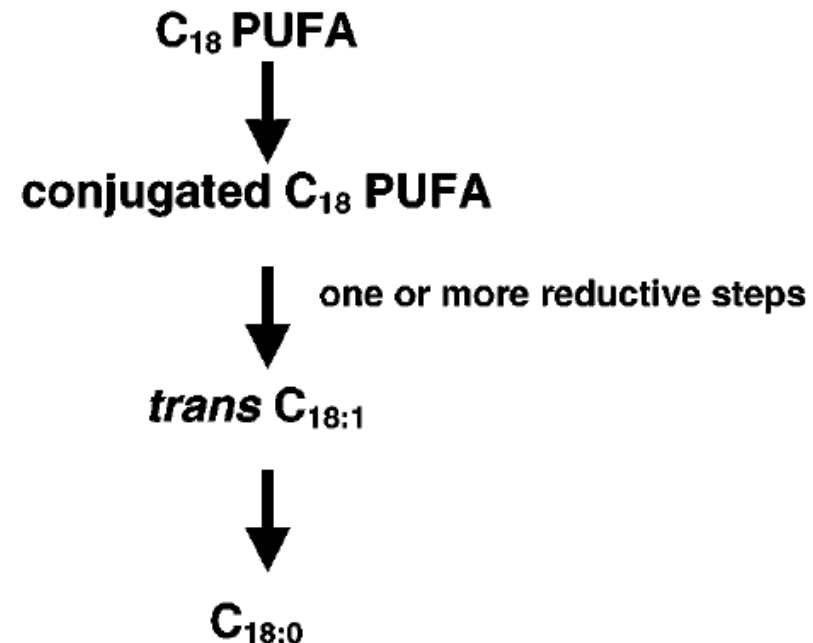 C₁₈ PUFA
conjugated C₁₈ PUFA
one or more reductive steps
trans C₁₈:₁
C₁₈:₀